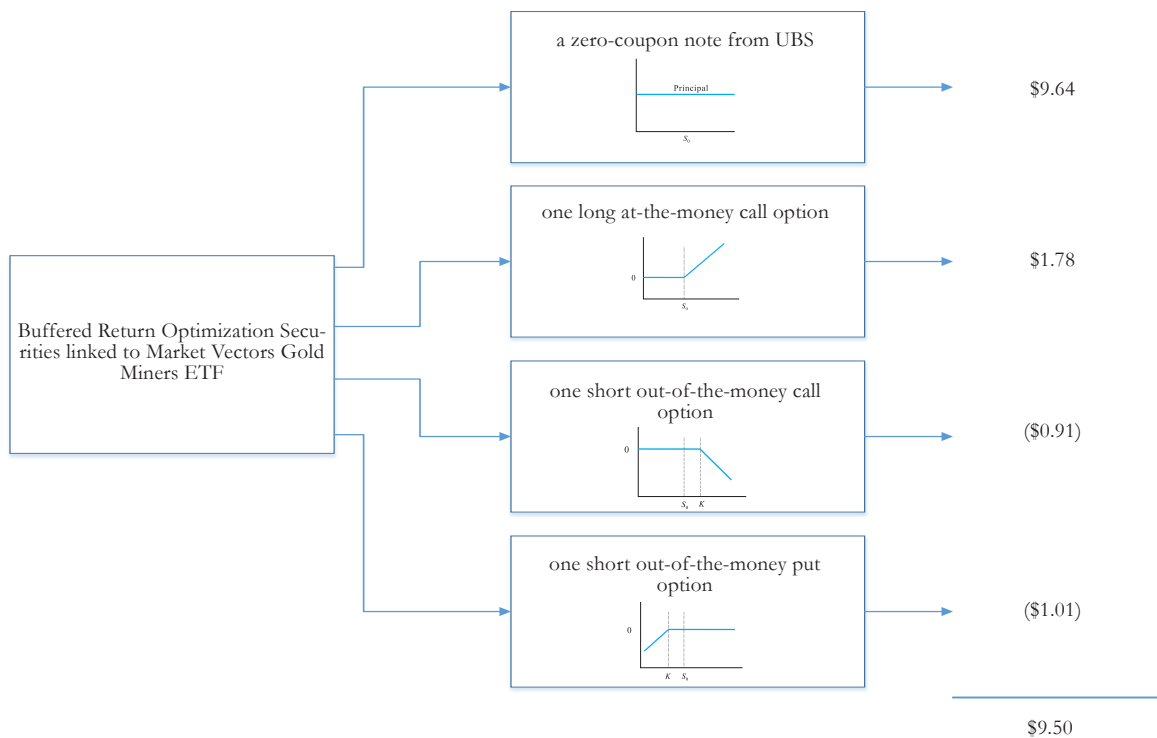 a zero-coupon note from UBS
Principal
S₀
$9.64
one long at-the-money call option
0
S₀
$1.78
Buffered Return Optimization Secu-
rities linked to Market Vectors Gold
Miners ETF
one short out-of-the-money call
option
0
S₀ K
($0.91)
one short out-of-the-money put
option
0
K S₀
($1.01)
$9.50